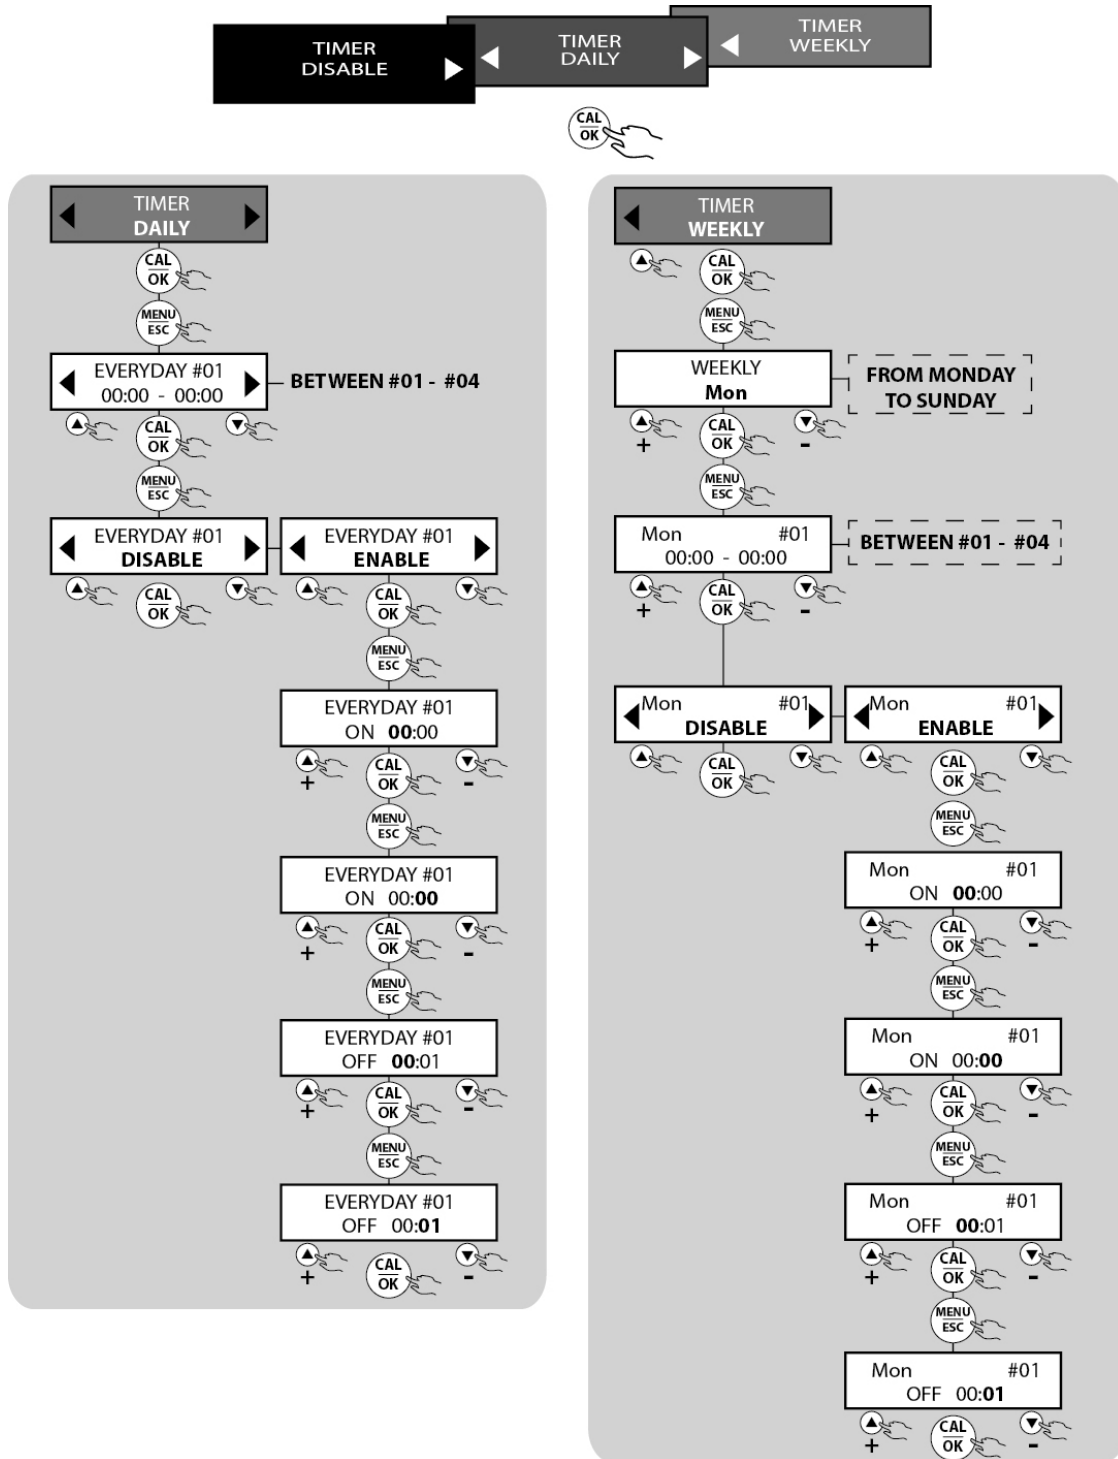 TIMER
DISABLE
TIMER
DAILY
TIMER
WEEKLY
CAL
OK
TIMER
DAILY
CAL
OK
MENU
ESC
EVERYDAY #01
00:00 - 00:00
BETWEEN #01 - #04
CAL
OK
MENU
ESC
EVERYDAY #01
DISABLE
EVERYDAY #01
ENABLE
CAL
OK
CAL
OK
MENU
ESC
EVERYDAY #01
ON 00:00
+
CAL
OK
-
MENU
ESC
EVERYDAY #01
ON 00:00
+
CAL
OK
-
MENU
ESC
EVERYDAY #01
OFF 00:01
+
CAL
OK
-
MENU
ESC
EVERYDAY #01
OFF 00:01
+
CAL
OK
-
TIMER
WEEKLY
CAL
OK
MENU
ESC
WEEKLY
Mon
FROM MONDAY
TO SUNDAY
+
CAL
OK
-
MENU
ESC
Mon #01
00:00 - 00:00
BETWEEN #01 - #04
+
CAL
OK
-
Mon #01
DISABLE
Mon #01
ENABLE
CAL
OK
CAL
OK
MENU
ESC
Mon #01
ON 00:00
+
CAL
OK
-
MENU
ESC
Mon #01
ON 00:00
+
CAL
OK
-
MENU
ESC
Mon #01
OFF 00:01
+
CAL
OK
-
MENU
ESC
Mon #01
OFF 00:01
+
CAL
OK
-